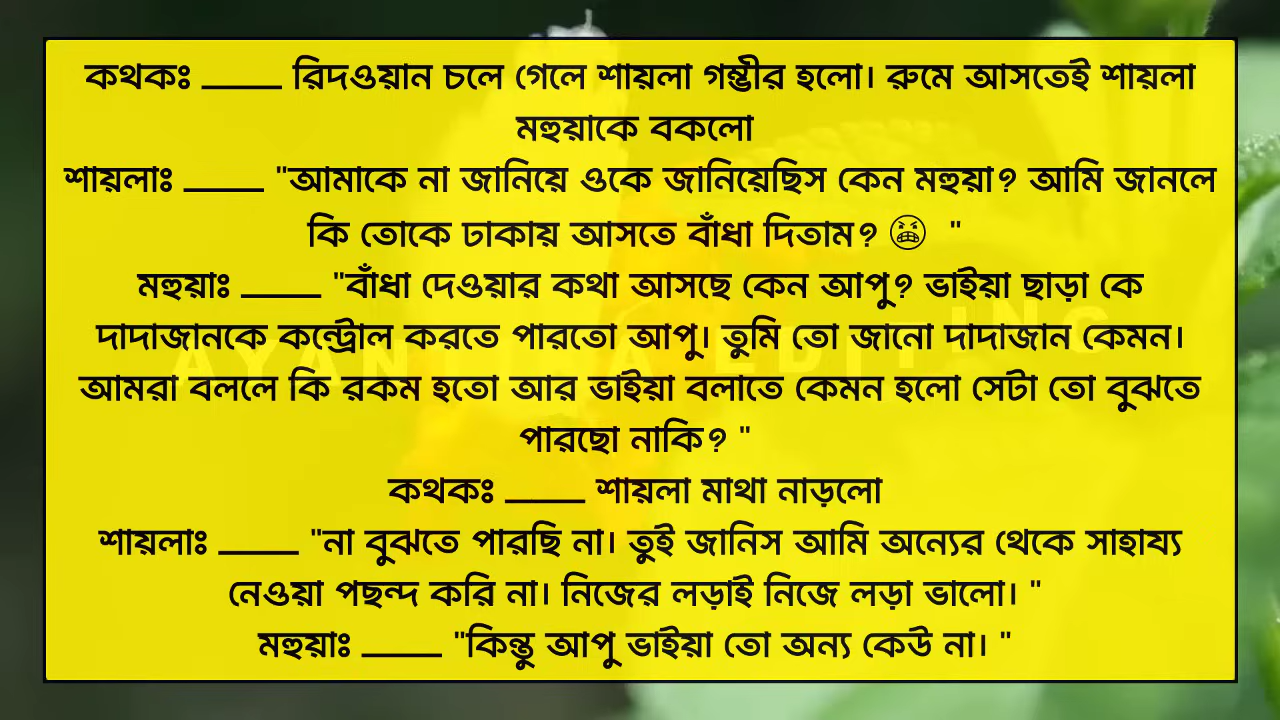 কথকঃ _____ রিদওয়ান চলে গেলে শায়লা গম্ভীর হলো। রুমে আসতেই শায়লা
মহুয়াকে বকলো
শায়লাঃ _____ "আমাকে না জানিয়ে ওকে জানিয়েছিস কেন মহুয়া? আমি জানলে
কি তোকে ঢাকায় আসতে বাঁধা দিতাম? 😬 "
মহুয়াঃ _____ "বাঁধা দেওয়ার কথা আসছে কেন আপু? ভাইয়া ছাড়া কে
দাদাজানকে কন্ট্রোল করতে পারতো আপু। তুমি তো জানো দাদাজান কেমন।
আমরা বললে কি রকম হতো আর ভাইয়া বলাতে কেমন হলো সেটা তো বুঝতে
পারছো নাকি? "
কথকঃ _____ শায়লা মাথা নাড়লো
শায়লাঃ _____ "না বুঝতে পারছি না। তুই জানিস আমি অন্যের থেকে সাহায্য
নেওয়া পছন্দ করি না। নিজের লড়াই নিজে লড়া ভালো। "
মহুয়াঃ _____ "কিন্তু আপু ভাইয়া তো অন্য কেউ না। "